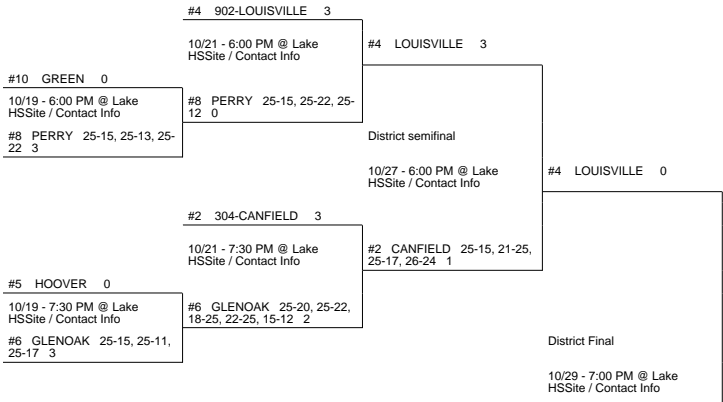 #4 902-LOUISVILLE 3
10/21 - 6:00 PM @ Lake
HSSite / Contact Info
#4 LOUISVILLE 3
#10 GREEN 0
10/19 - 6:00 PM @ Lake
HSSite / Contact Info
#8 PERRY 25-15, 25-22, 25-
12 0
#8 PERRY 25-15, 25-13, 25-
22 3
District semifinal
10/27 - 6:00 PM @ Lake
HSSite / Contact Info
#4 LOUISVILLE 0
#2 304-CANFIELD 3
10/21 - 7:30 PM @ Lake
HSSite / Contact Info
#2 CANFIELD 25-15, 21-25,
25-17, 26-24 1
#5 HOOVER 0
10/19 - 7:30 PM @ Lake
HSSite / Contact Info
#6 GLENOAK 25-20, 25-22,
18-25, 22-25, 15-12 2
#6 GLENOAK 25-15, 25-11,
25-17 3
District Final
10/29 - 7:00 PM @ Lake
HSSite / Contact Info